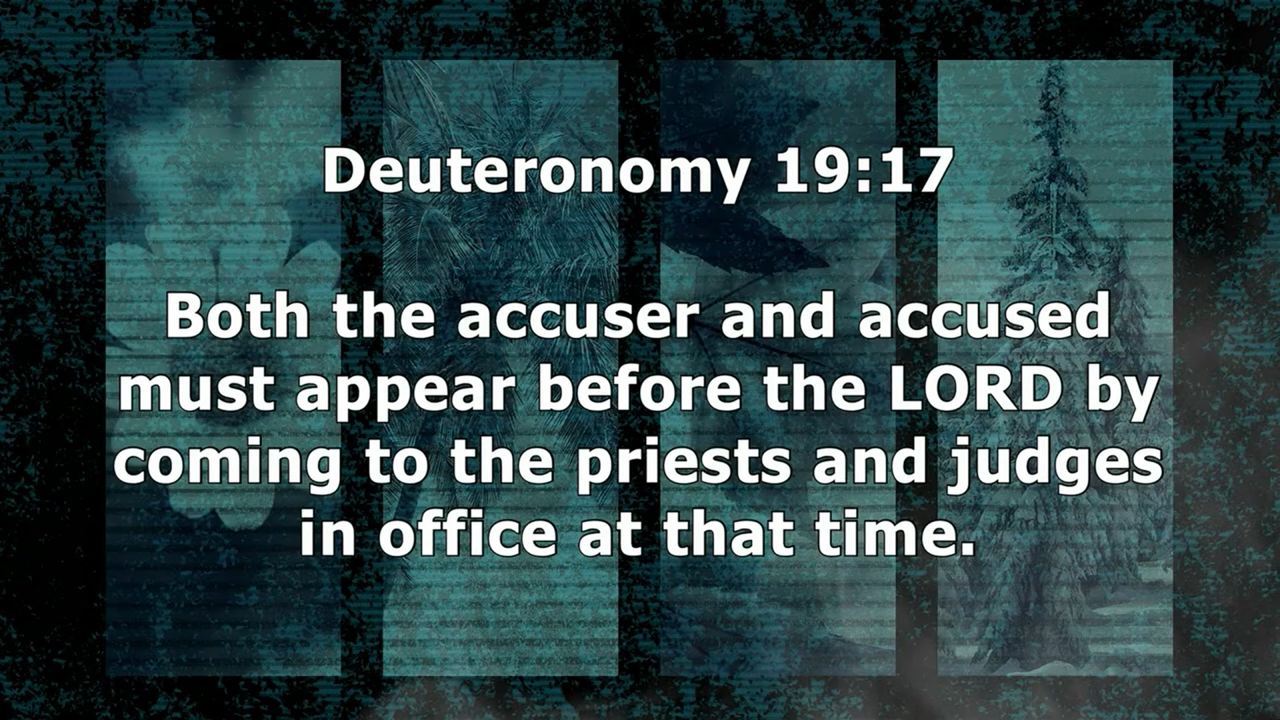 Deuteronomy 19:17
Both the accuser and accused
must appear before the LORD by
coming to the priests and judges
in office at that time.